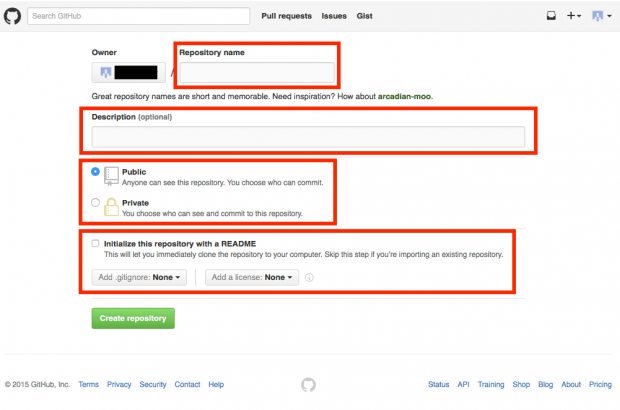 Search GitHub
Pull requests Issues Gist
Owner Repository name
/
Great repository names are short and memorable. Need inspiration? How about arcadian-moo.
Description (optional)
Public
Anyone can see this repository. You choose who can commit.
Private
You choose who can see and commit to this repository.
Initialize this repository with a README
This will let you immediately clone the repository to your computer. Skip this step if you're importing an existing repository.
Add .gitignore: None Add a license: None
Create repository
© 2015 GitHub, Inc. Terms Privacy Security Contact Help Status API Training Shop Blog About Pricing